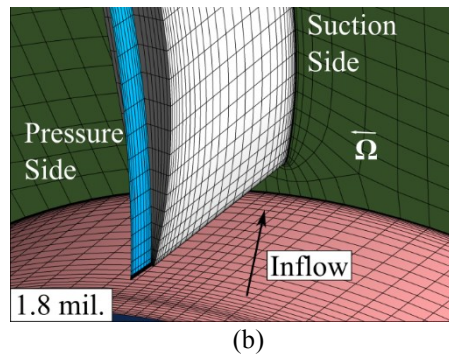 Suction
Side
Pressure
Side
Ω
Inflow
1.8 mil.
(b)